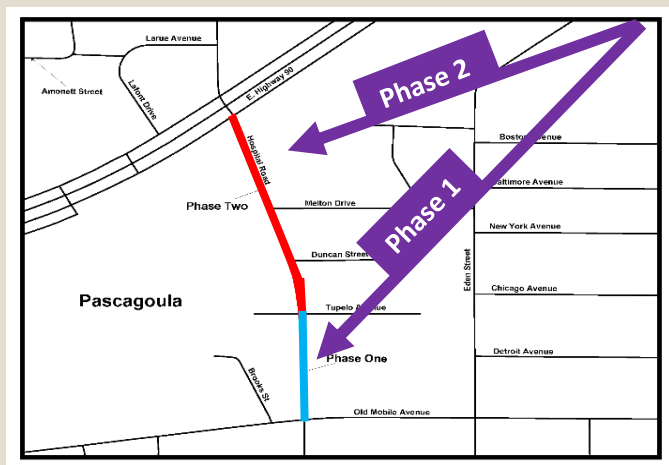 Larue Avenue
Amonett Street
Lafont Drive
E. Highway 90
Phase 2
Hospital Road
Boston Avenue
Baltimore Avenue
Phase Two
Melton Drive
Phase 1
New York Avenue
Duncan Street
Eden Street
Pascagoula
Chicago Avenue
Tupelo Avenue
Detroit Avenue
Phase One
Brooks St
Old Mobile Avenue